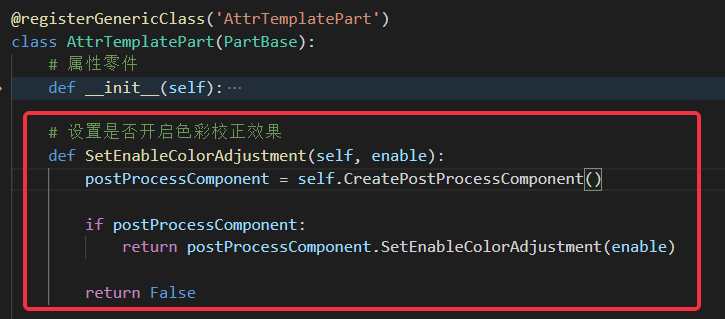 @registerGenericClass('AttrTemplatePart')
class AttrTemplatePart(PartBase):
# 属性零件
def __init__(self):···
# 设置是否开启色彩校正效果
def SetEnableColorAdjustment(self, enable):
postProcessComponent = self.CreatePostProcessComponent()
if postProcessComponent:
return postProcessComponent.SetEnableColorAdjustment(enable)
return False